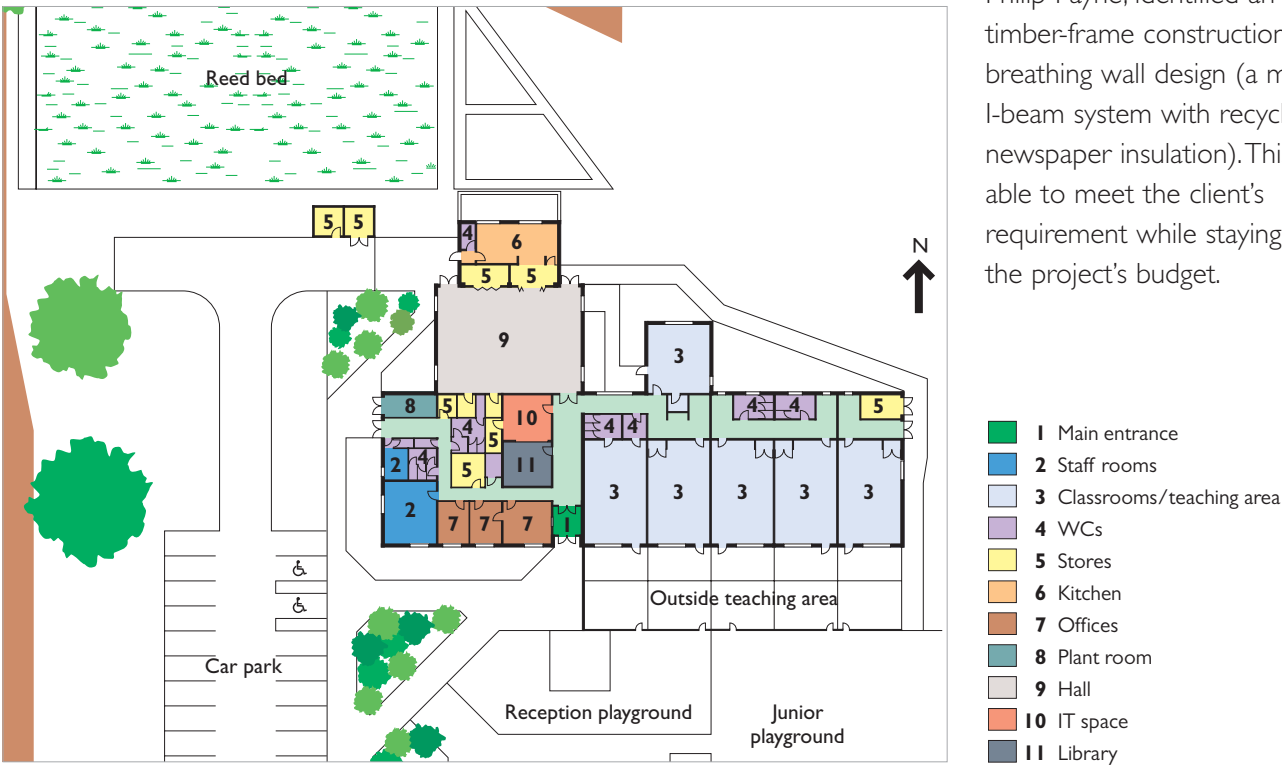 Philip Payne, identified an
timber-frame construction
breathing wall design (a m
I-beam system with recycl
newspaper insulation). Thi
able to meet the client's
requirement while staying
the project's budget.
Reed bed
5 5
4 6
5 5
N
9
3
8 5 10 4 4 5
4 5 4 4
2 4 5 11
2 3 3 3 3 3
7 7 7 1
Outside teaching area
Car park
Reception playground
Junior
playground
1 Main entrance
2 Staff rooms
3 Classrooms/teaching area
4 WCs
5 Stores
6 Kitchen
7 Offices
8 Plant room
9 Hall
10 IT space
11 Library